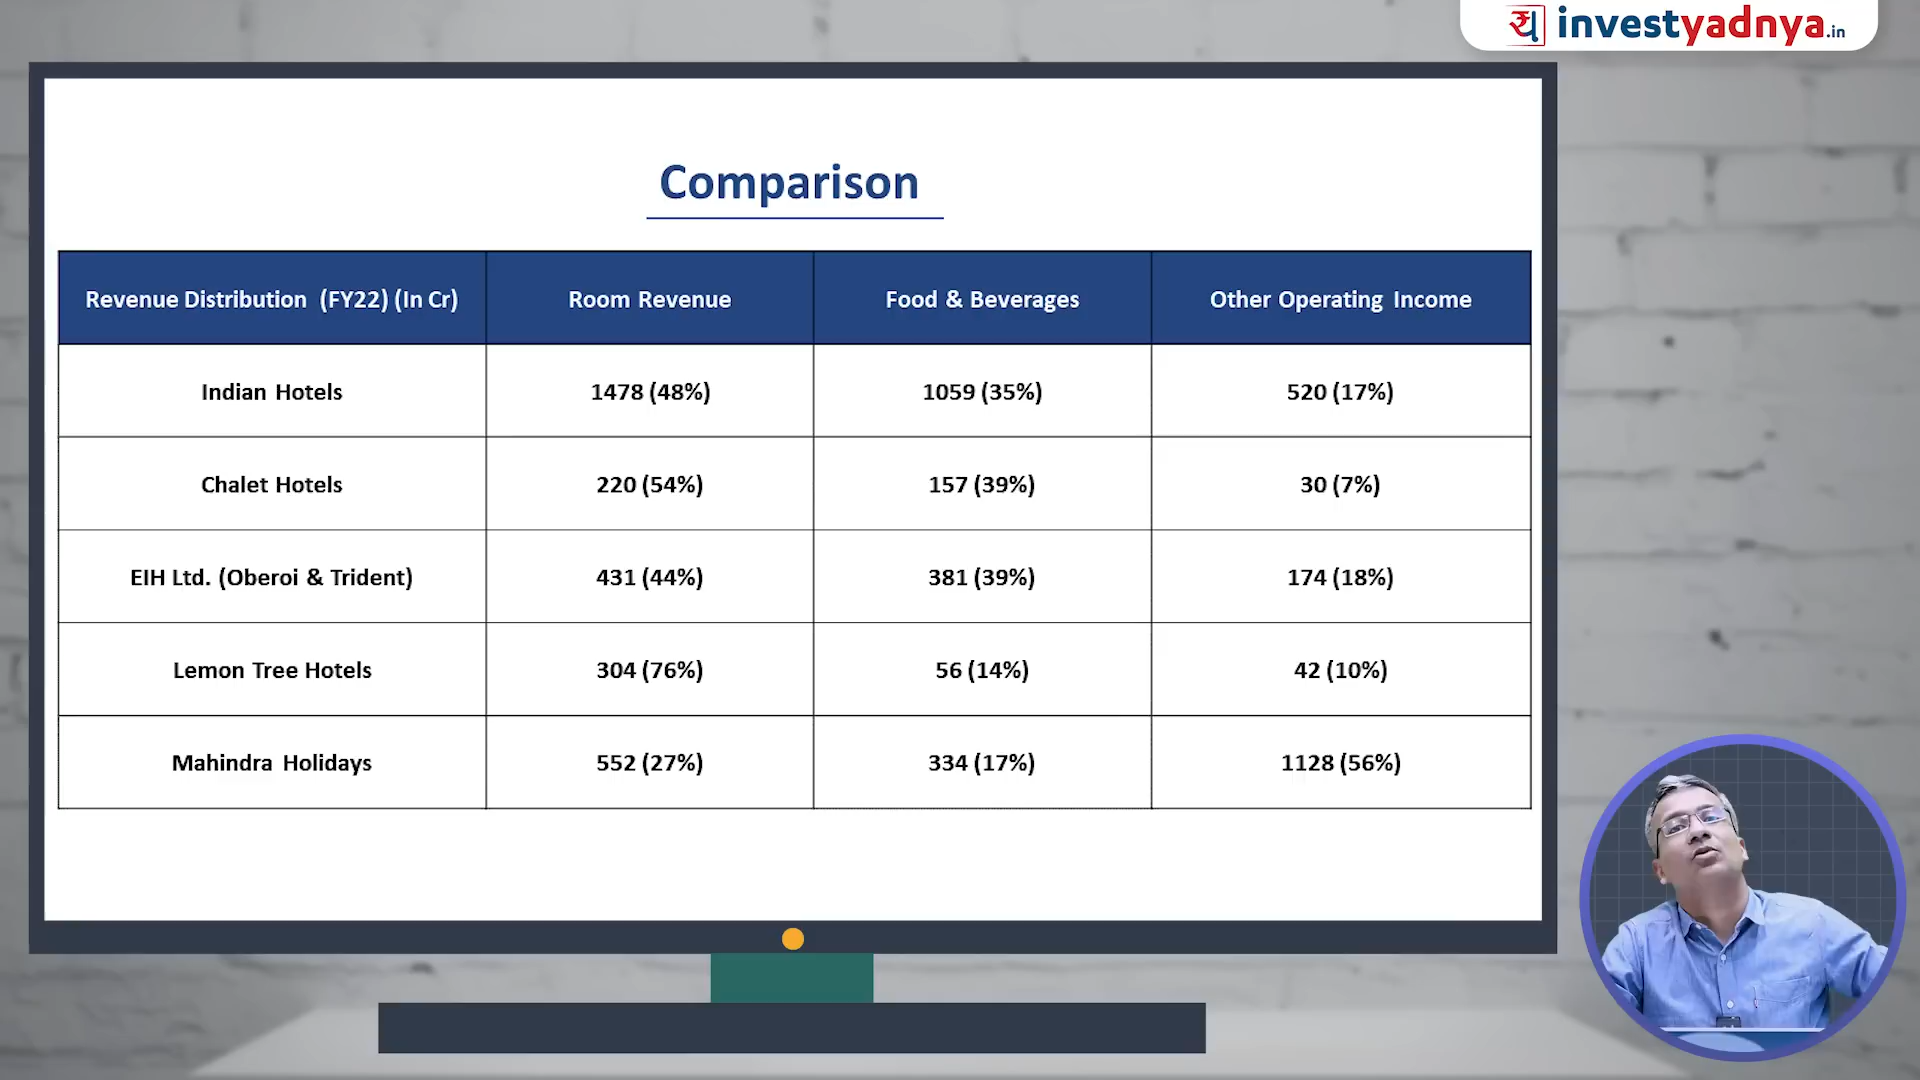 investyadnya.in
Comparison
Revenue Distribution (FY22) (In Cr) Room Revenue Food & Beverages Other Operating Income
Indian Hotels 1478 (48%) 1059 (35%) 520 (17%)
Chalet Hotels 220 (54%) 157 (39%) 30 (7%)
EIH Ltd. (Oberoi & Trident) 431 (44%) 381 (39%) 174 (18%)
Lemon Tree Hotels 304 (76%) 56 (14%) 42 (10%)
Mahindra Holidays 552 (27%) 334 (17%) 1128 (56%)